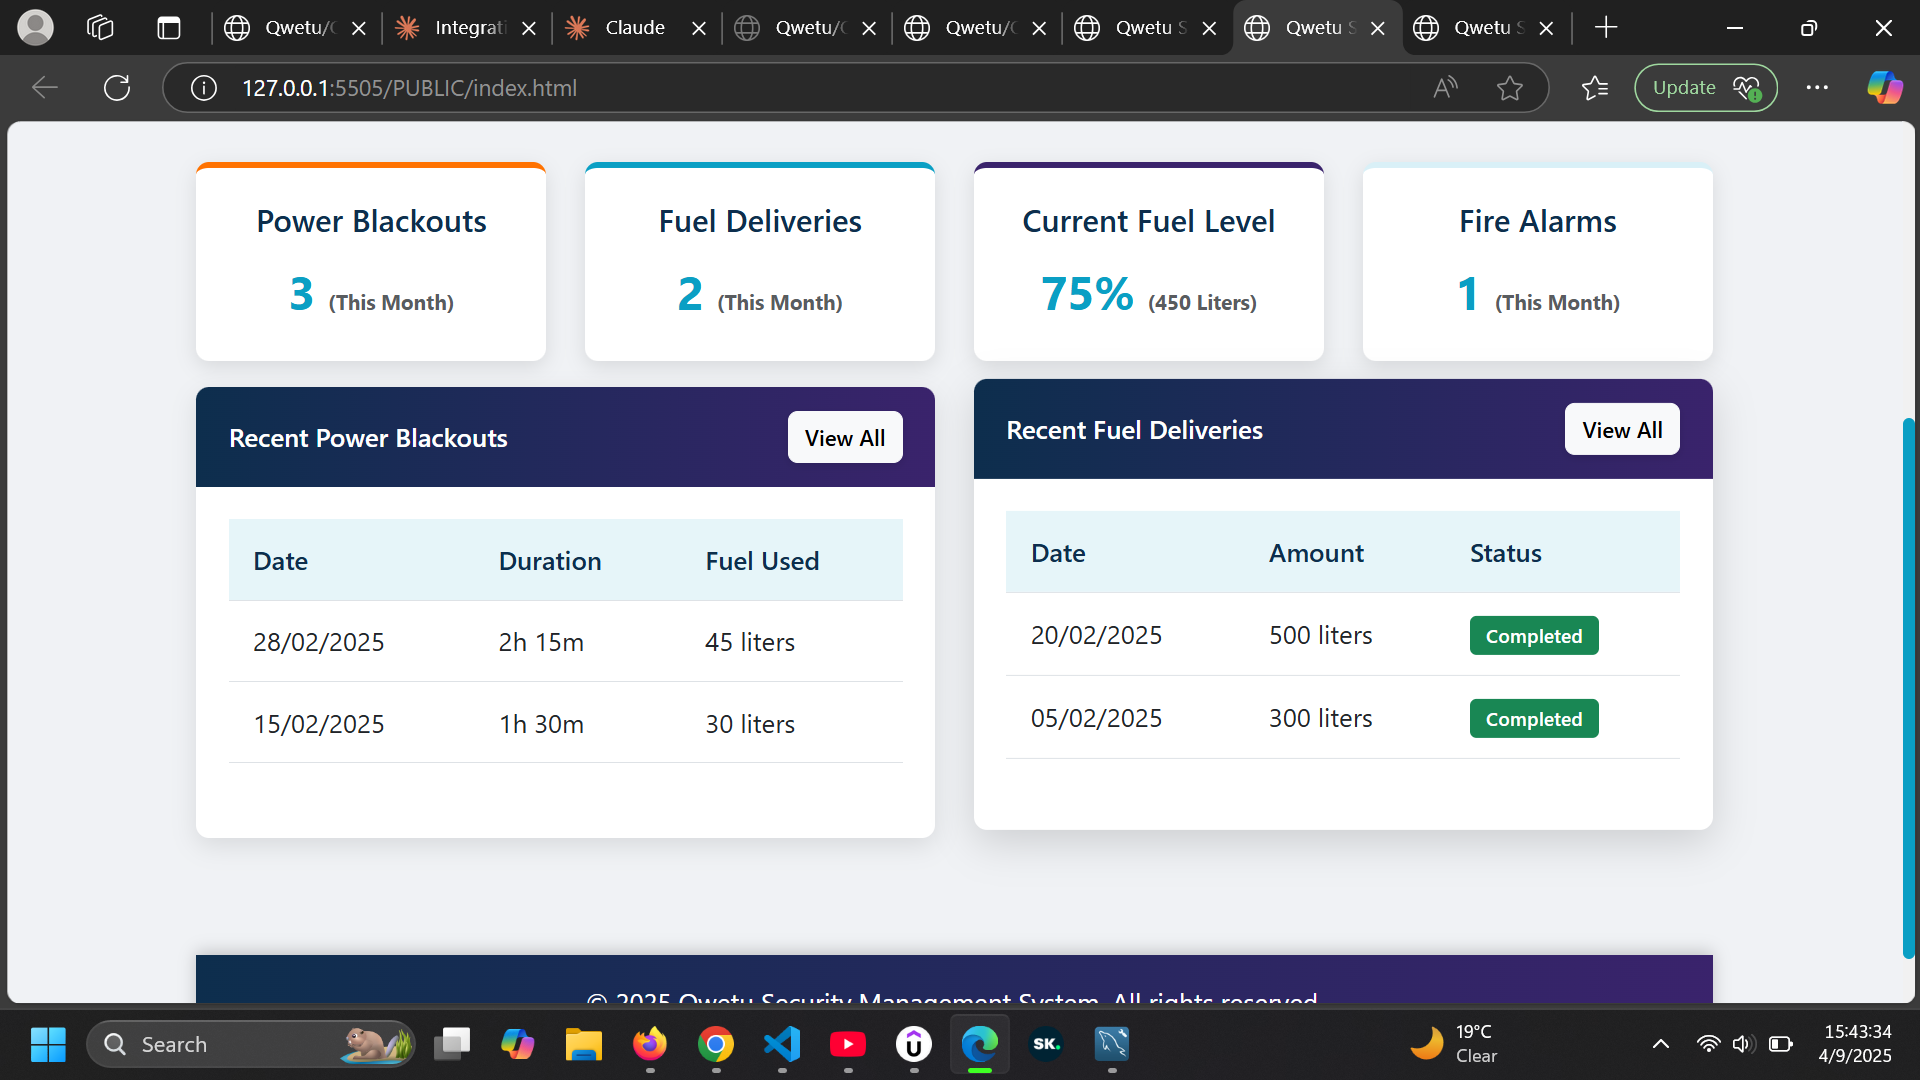 Qwetu/
Integrati
Claude
Qwetu/
Qwetu/
Qwetu S
Qwetu S
Qwetu S
127.0.0.1:5505/PUBLIC/index.html
Update
Power Blackouts
3 (This Month)
Fuel Deliveries
2 (This Month)
Current Fuel Level
75% (450 Liters)
Fire Alarms
1 (This Month)
Recent Power Blackouts
View All
Date Duration Fuel Used
28/02/2025 2h 15m 45 liters
15/02/2025 1h 30m 30 liters
Recent Fuel Deliveries
View All
Date Amount Status
20/02/2025 500 liters Completed
05/02/2025 300 liters Completed
© 2025 Qwetu Security Management System. All rights reserved.
Search
SK.
19°C
Clear
15:43:34
4/9/2025